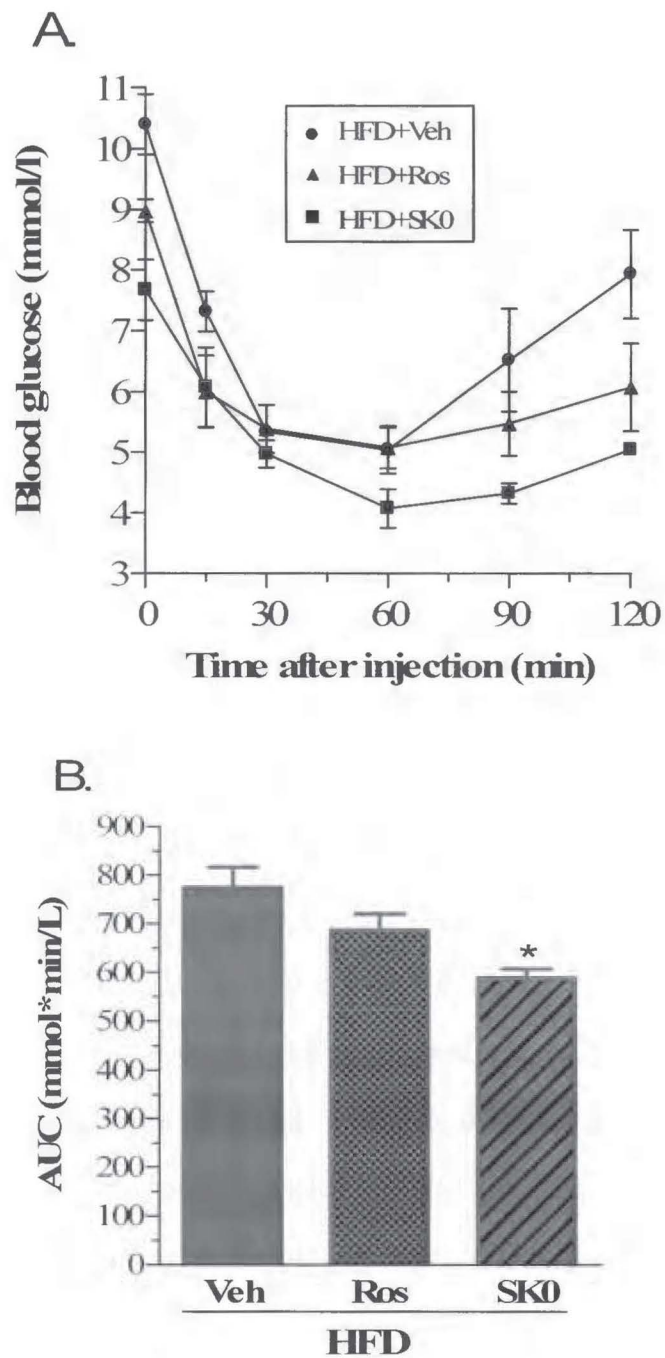 A.
11
10
9
8
7
6
5
4
3
Blood glucose (mmol/l)
HFD+Veh
HFD+Ros
HFD+SK0
0 30 60 90 120
Time after injection (min)
B.
900
800
700
600
500
400
300
200
100
0
AUC (mmol*min/L)
*
Veh Ros SK0
HFD